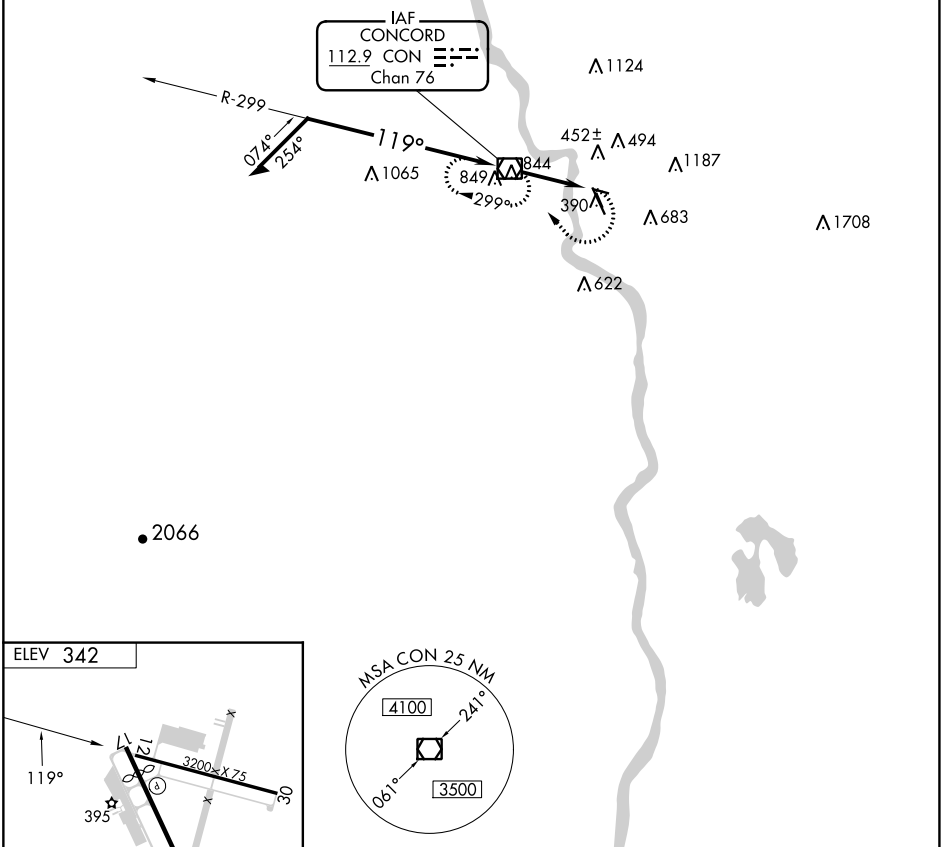 IAF
CONCORD
112.9 CON
Chan 76
1124
R-299
074°
254°
119°
1065
452±
494
844
849
299°
1187
390
683
1708
622
2066
ELEV 342
119°
17
12
3200 X 75
30
395
P
X
X
MSA CON 25 NM
4100
241°
061°
3500